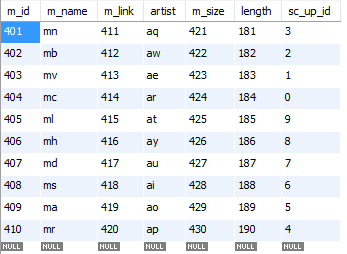 m_id m_name m_link artist m_size length sc_up_id
401 mn 411 aq 421 181 3
402 mb 412 aw 422 182 2
403 mv 413 ae 423 183 1
404 mc 414 ar 424 184 0
405 ml 415 at 425 185 9
406 mh 416 ay 426 186 8
407 md 417 au 427 187 7
408 ms 418 ai 428 188 6
409 ma 419 ao 429 189 5
410 mr 420 ap 430 190 4
NULL NULL NULL NULL NULL NULL NULL